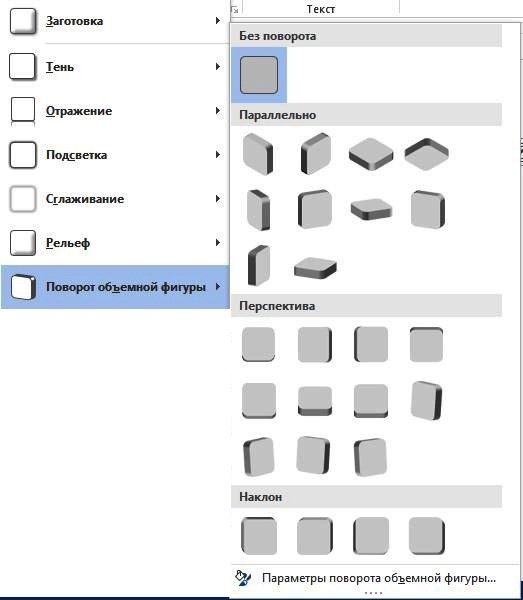 Текст
Заготовка
Тень
Отражение
Подсветка
Сглаживание
Рельеф
Поворот объемной фигуры
Без поворота
Параллельно
Перспектива
Наклон
Параметры поворота объемной фигуры...